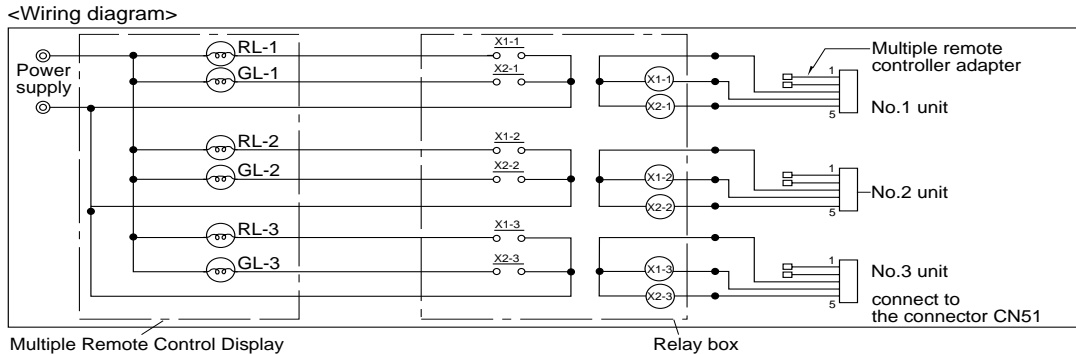 <Wiring diagram>
Power
supply
RL-1
GL-1
X1-1
X2-1
X1-1
X2-1
Multiple remote
controller adapter
1
5
No.1 unit
RL-2
GL-2
X1-2
X2-2
X1-2
X2-2
1
5
No.2 unit
RL-3
GL-3
X1-3
X2-3
X1-3
X2-3
1
5
No.3 unit
connect to
the connector CN51
Multiple Remote Control Display
Relay box